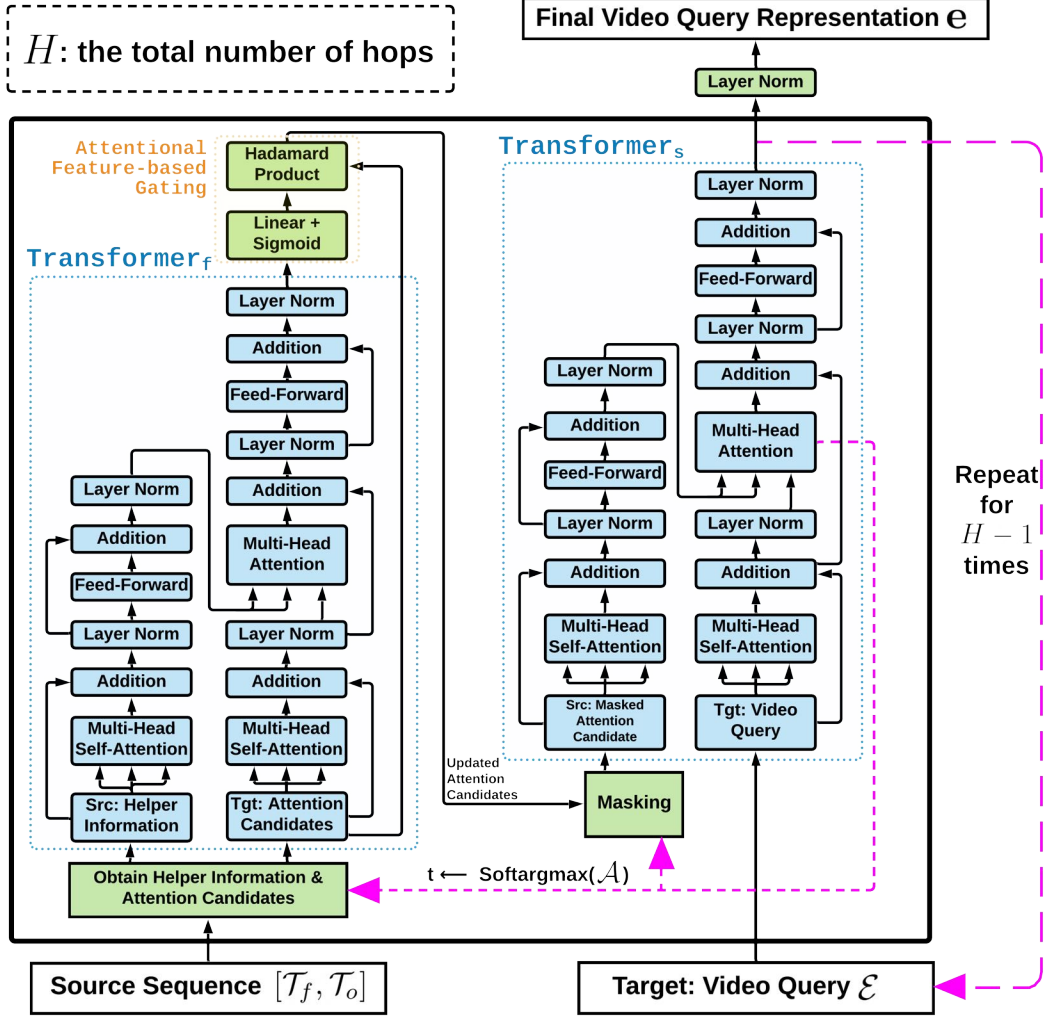 H: the total number of hops
Final Video Query Representation e
Layer Norm
Attentional
Feature-based
Gating
Hadamard
Product
Linear +
Sigmoid
Transformer_f
Layer Norm
Addition
Feed-Forward
Layer Norm
Addition
Multi-Head
Attention
Layer Norm
Addition
Multi-Head
Self-Attention
Tgt: Attention
Candidates
Layer Norm
Addition
Feed-Forward
Layer Norm
Addition
Multi-Head
Self-Attention
Src: Helper
Information
Obtain Helper Information &
Attention Candidates
Source Sequence [𝒯_f, 𝒯_o]
Transformer_s
Layer Norm
Addition
Feed-Forward
Layer Norm
Addition
Multi-Head
Attention
Layer Norm
Addition
Multi-Head
Self-Attention
Tgt: Video
Query
Layer Norm
Addition
Feed-Forward
Layer Norm
Addition
Multi-Head
Self-Attention
Src: Masked
Attention
Candidate
Updated
Attention
Candidates
Masking
t ← Softargmax(𝒜)
Target: Video Query ℰ
Repeat
for
H − 1
times